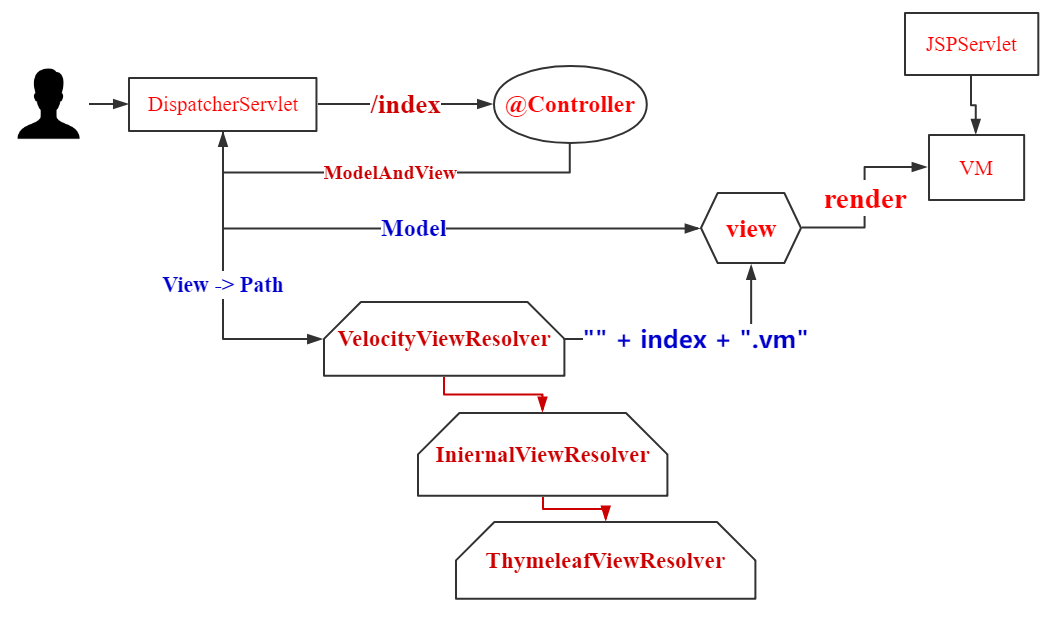 JSPServlet
DispatcherServlet
/index
@Controller
VM
ModelAndView
render
Model
view
View -> Path
VelocityViewResolver
"" + index + ".vm"
IniernalViewResolver
ThymeleafViewResolver